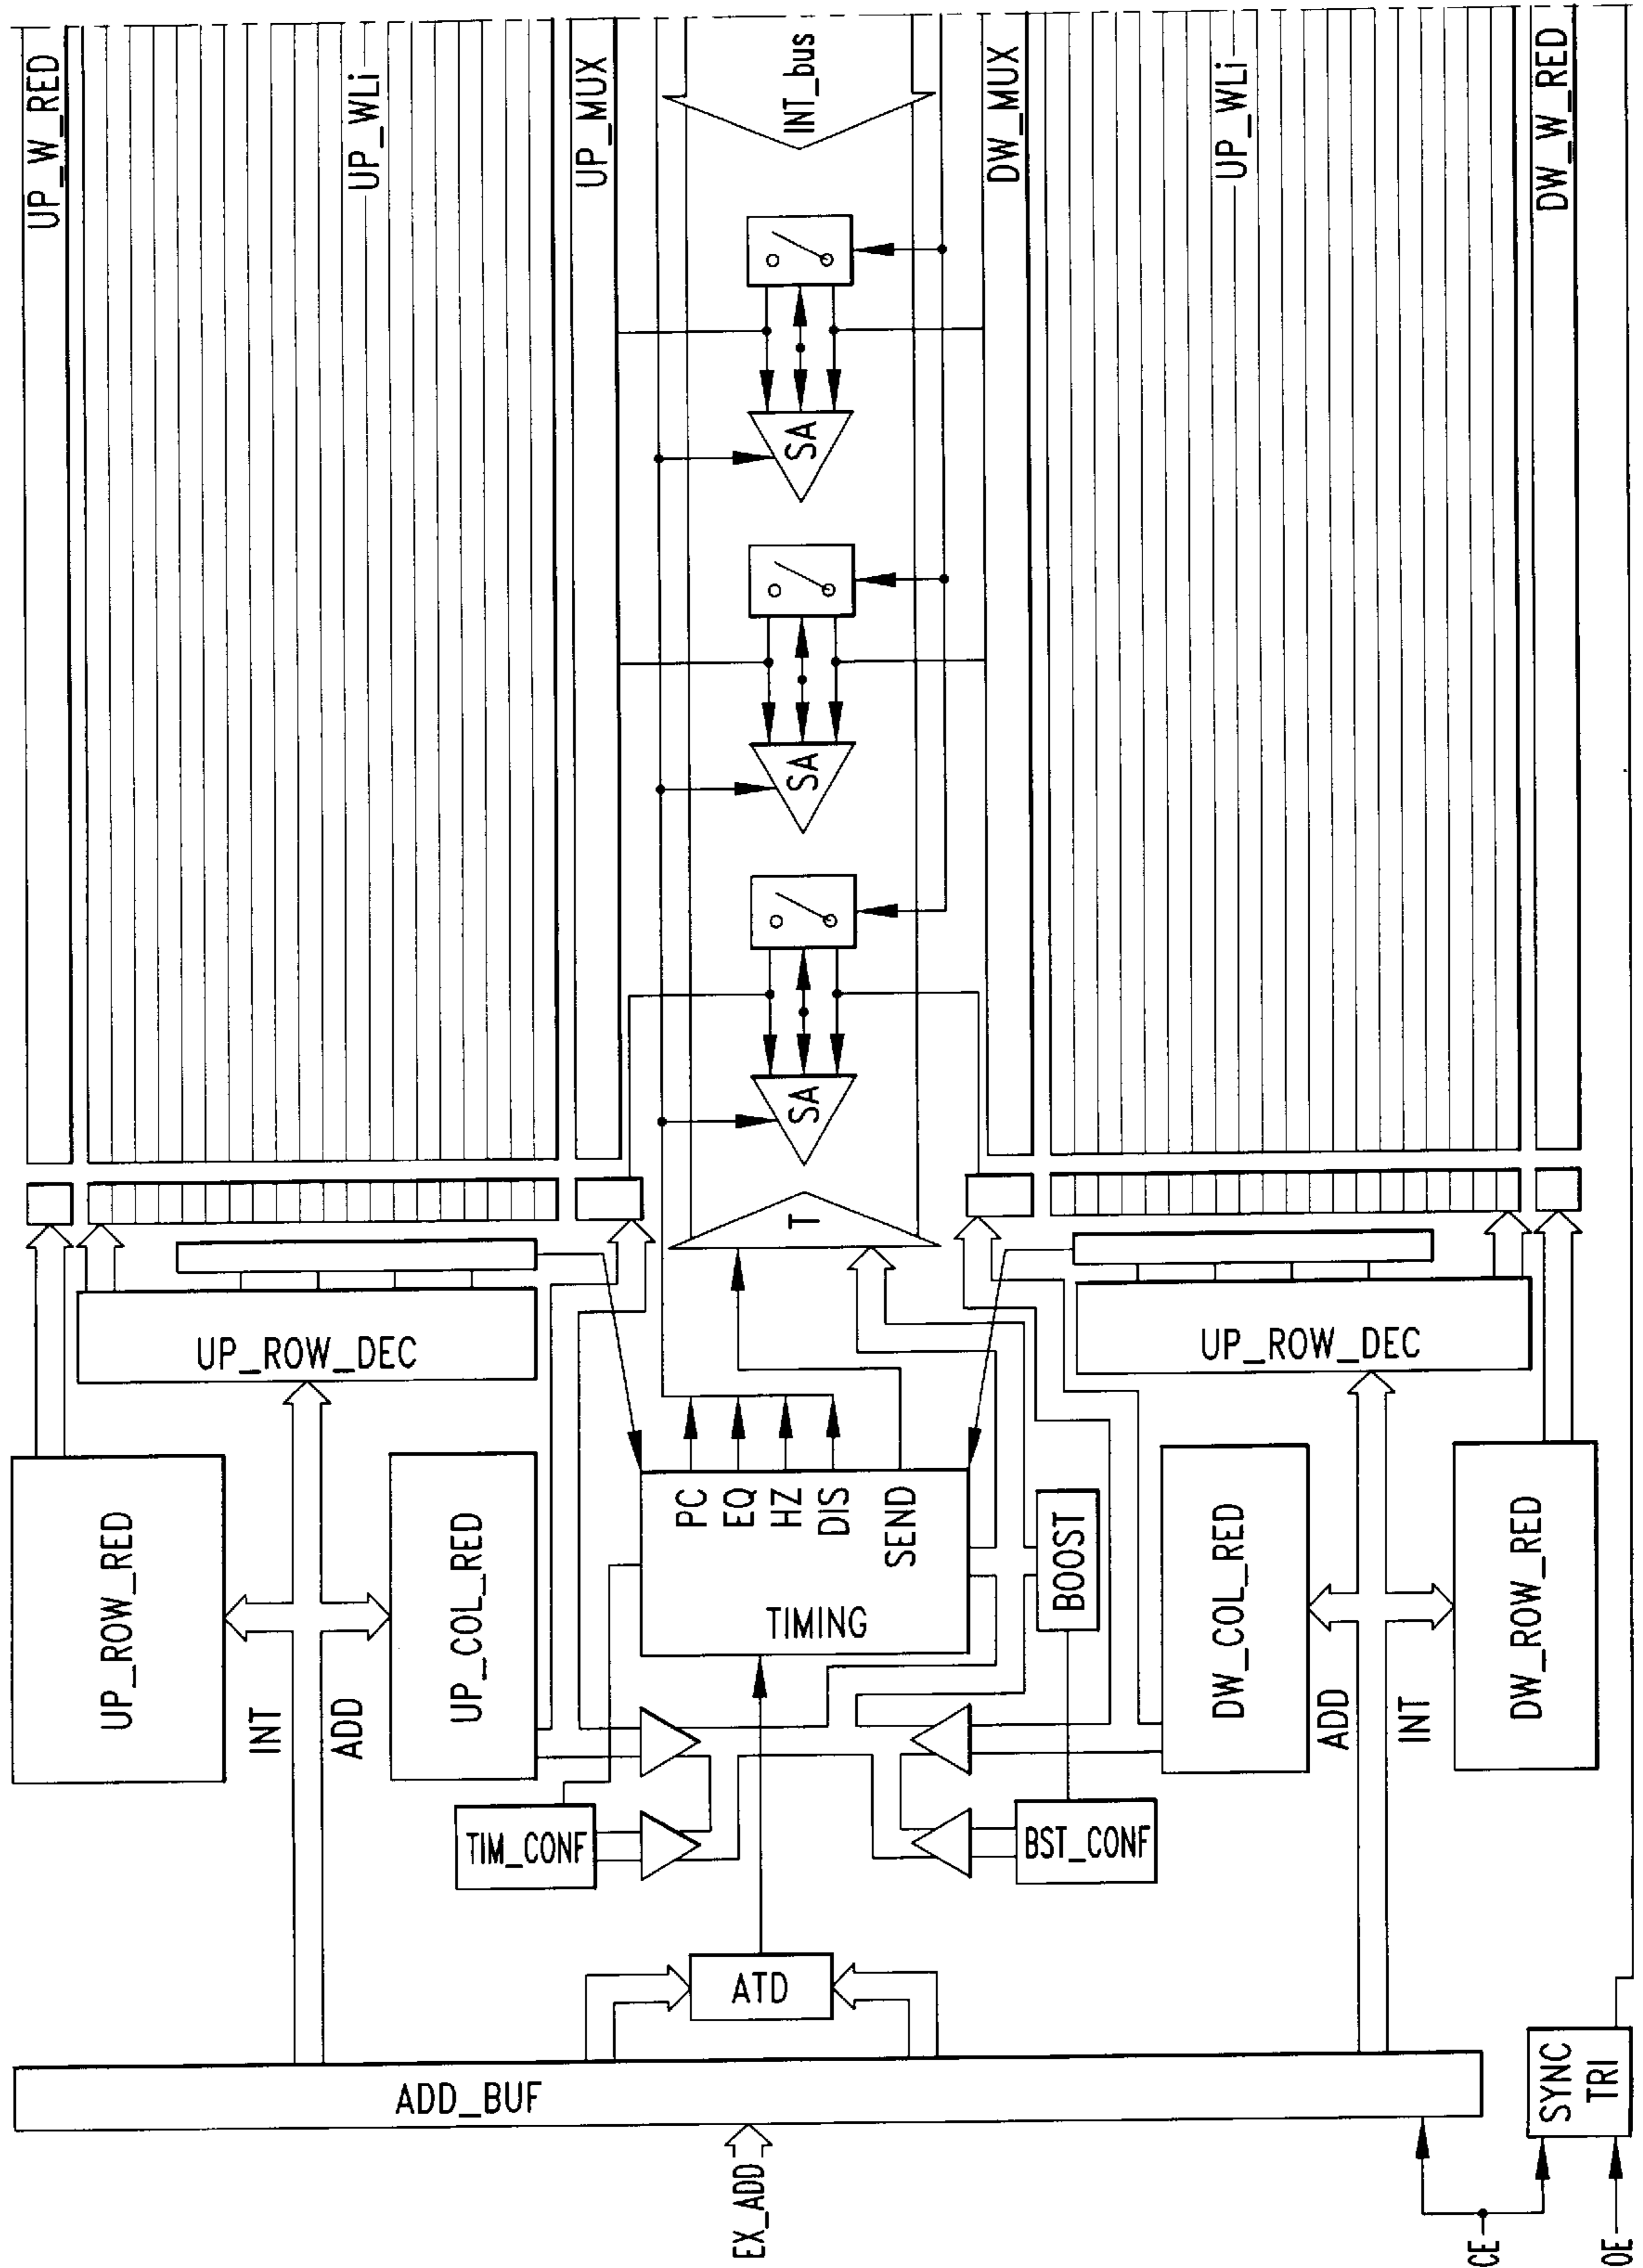 UP_W_RED
UP_WLi
UP_MUX
INT_bus
DW_MUX
UP_WLi
DW_W_RED
SA
SA
SA
T
UP_ROW_DEC
UP_ROW_DEC
UP_ROW_RED
INT
ADD
UP_COL_RED
PC
EQ
HZ
DIS
SEND
TIMING
BOOST
DW_COL_RED
ADD
INT
DW_ROW_RED
TIM_CONF
BST_CONF
ATD
ADD_BUF
SYNC
TRI
EX_ADD
CE
OE